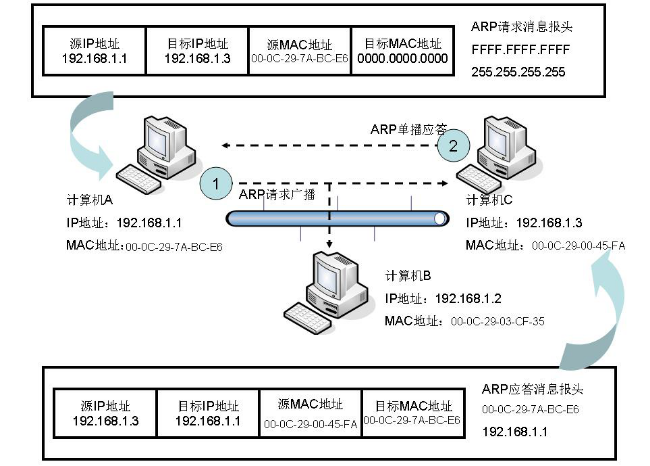 源IP地址 目标IP地址 源MAC地址 目标MAC地址 ARP请求消息报头
192.168.1.1 192.168.1.3 00-0C-29-7A-BC-E6 0000.0000.0000 FFFF.FFFF.FFFF
255.255.255.255
ARP单播应答 2
1 ARP请求广播
计算机A
IP地址：192.168.1.1
MAC地址:00-0C-29-7A-BC-E6
计算机C
IP地址：192.168.1.3
MAC地址：00-0C-29-00-45-FA
计算机B
IP地址：192.168.1.2
MAC地址：00-0C-29-03-CF-35
源IP地址 目标IP地址 源MAC地址 目标MAC地址 ARP应答消息报头
192.168.1.3 192.168.1.1 00-0C-29-00-45-FA 00-0C-29-7A-BC-E6 00-0C-29-7A-BC-E6
192.168.1.1